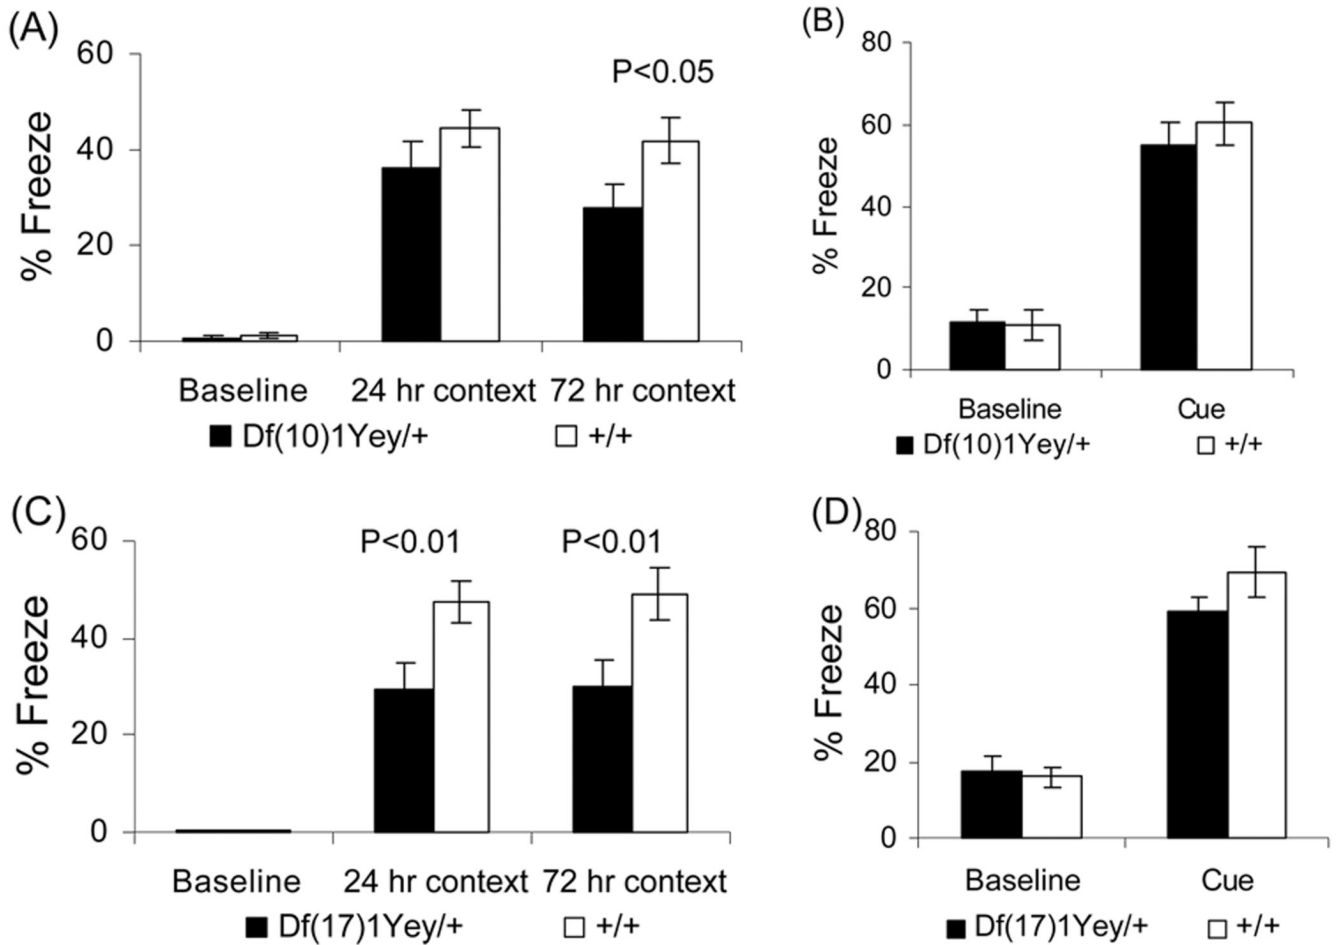 (A)
60
40
20
0
% Freeze
P<0.05
Baseline 24 hr context 72 hr context
Df(10)1Yey/+ +/+
(B)
80
60
40
20
0
% Freeze
Baseline Cue
Df(10)1Yey/+ +/+
(C)
60
40
20
0
% Freeze
P<0.01 P<0.01
Baseline 24 hr context 72 hr context
Df(17)1Yey/+ +/+
(D)
80
60
40
20
0
% Freeze
Baseline Cue
Df(17)1Yey/+ +/+